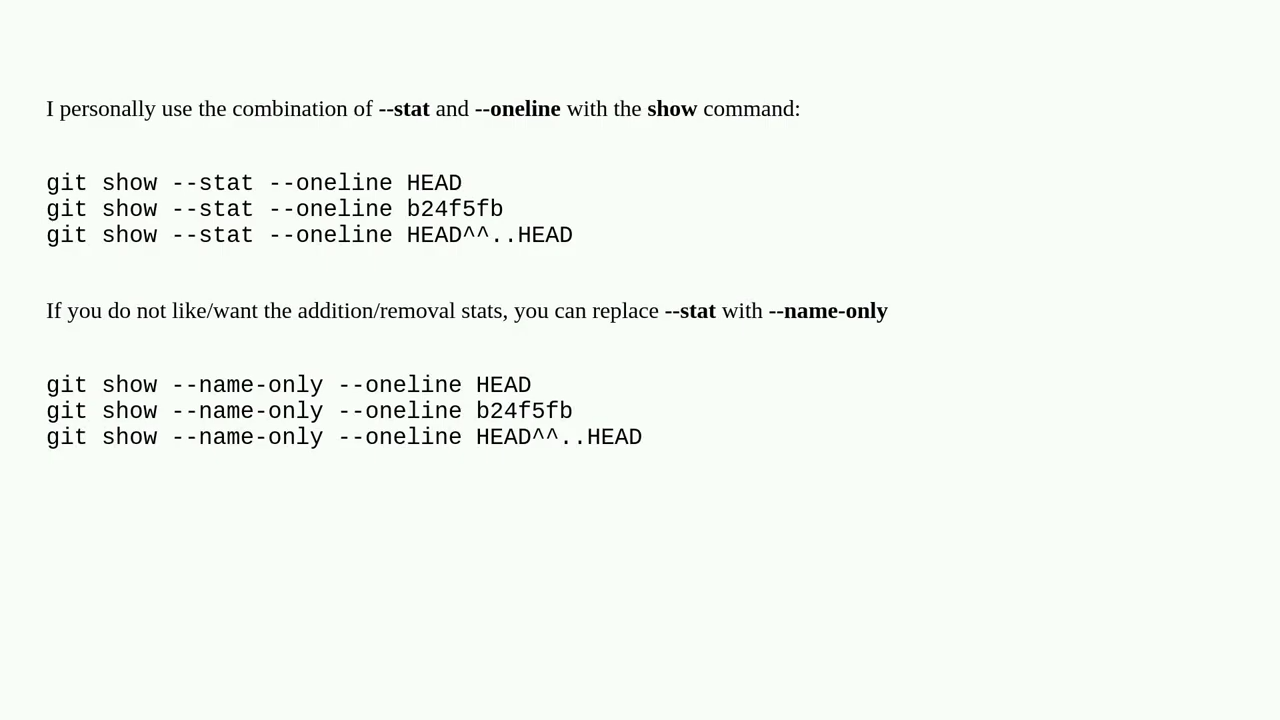 I personally use the combination of --stat and --oneline with the show command:
git show --stat --oneline HEAD
git show --stat --oneline b24f5fb
git show --stat --oneline HEAD^^..HEAD
If you do not like/want the addition/removal stats, you can replace --stat with --name-only
git show --name-only --oneline HEAD
git show --name-only --oneline b24f5fb
git show --name-only --oneline HEAD^^..HEAD